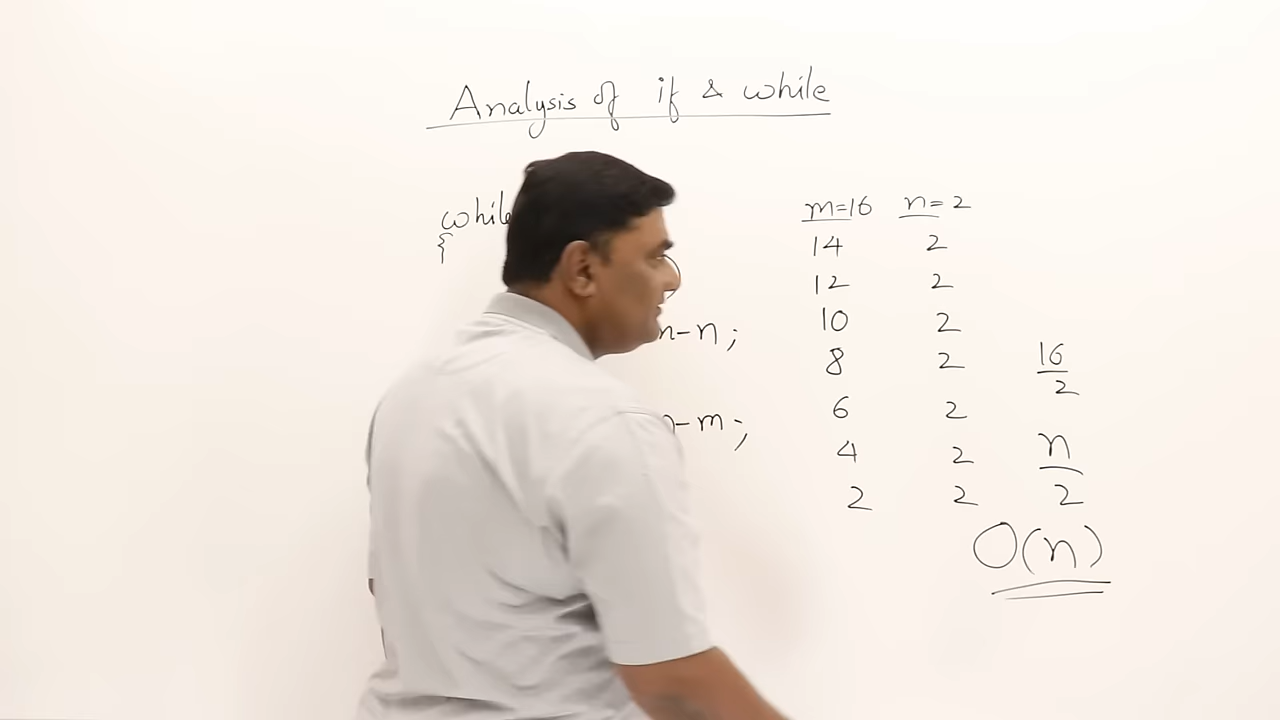 Analysis of if & while
while
{
)
-n;
-m;
m=16 n=2
14 2
12 2
10 2
8 2
6 2
4 2
2 2
16
2
n
2
O(n)